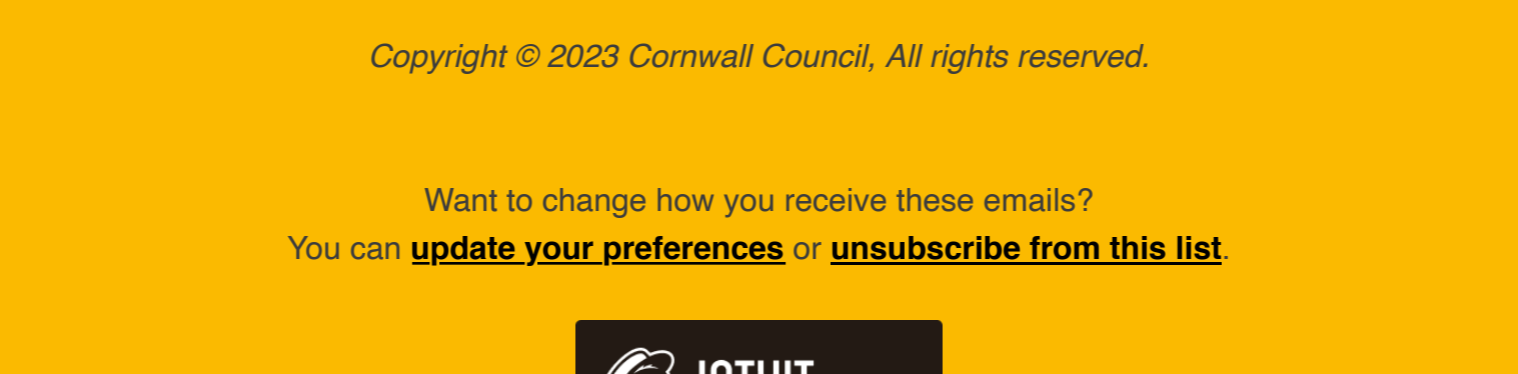 Copyright © 2023 Cornwall Council, All rights reserved.
Want to change how you receive these emails?
You can update your preferences or unsubscribe from this list.